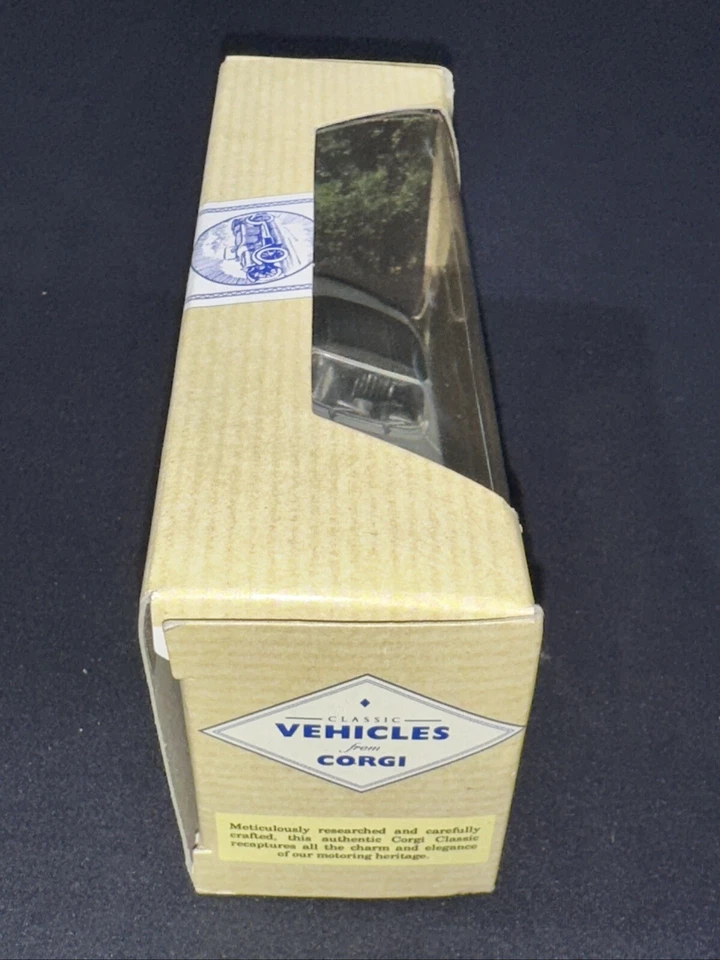 CLASSIC
VEHICLES
from
CORGI
Meticulously researched and carefully
crafted, this authentic Corgi Classic
recaptures all the charm and elegance
of our motoring heritage.